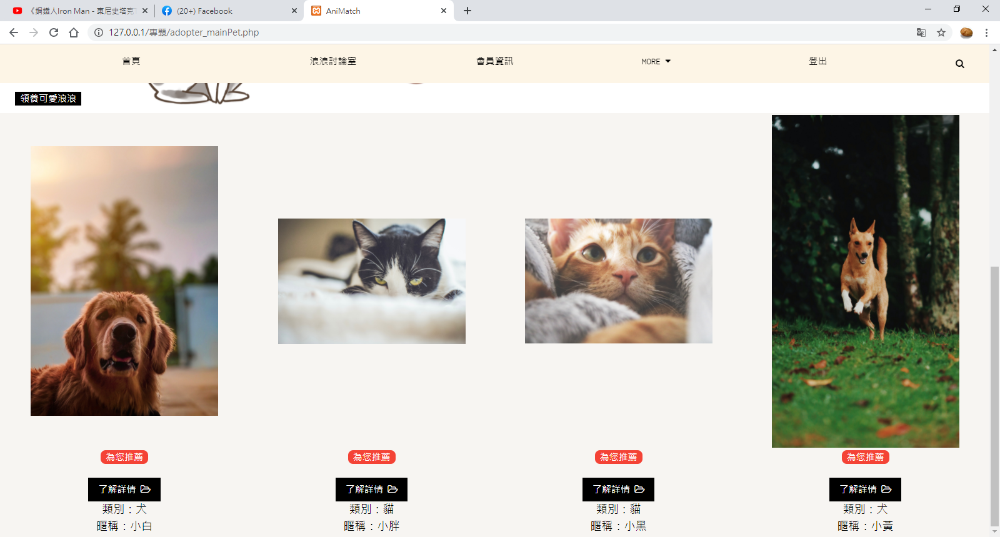 《鋼鐵人Iron Man - 東尼史塔克
(20+) Facebook
AniMatch
127.0.0.1/專題/adopter_mainPet.php
首頁
浪浪討論室
會員資訊
MORE
登出
領養可愛浪浪
為您推薦
為您推薦
為您推薦
為您推薦
了解詳情
了解詳情
了解詳情
了解詳情
類別：犬
類別：貓
類別：貓
類別：犬
暱稱：小白
暱稱：小胖
暱稱：小黑
暱稱：小黃